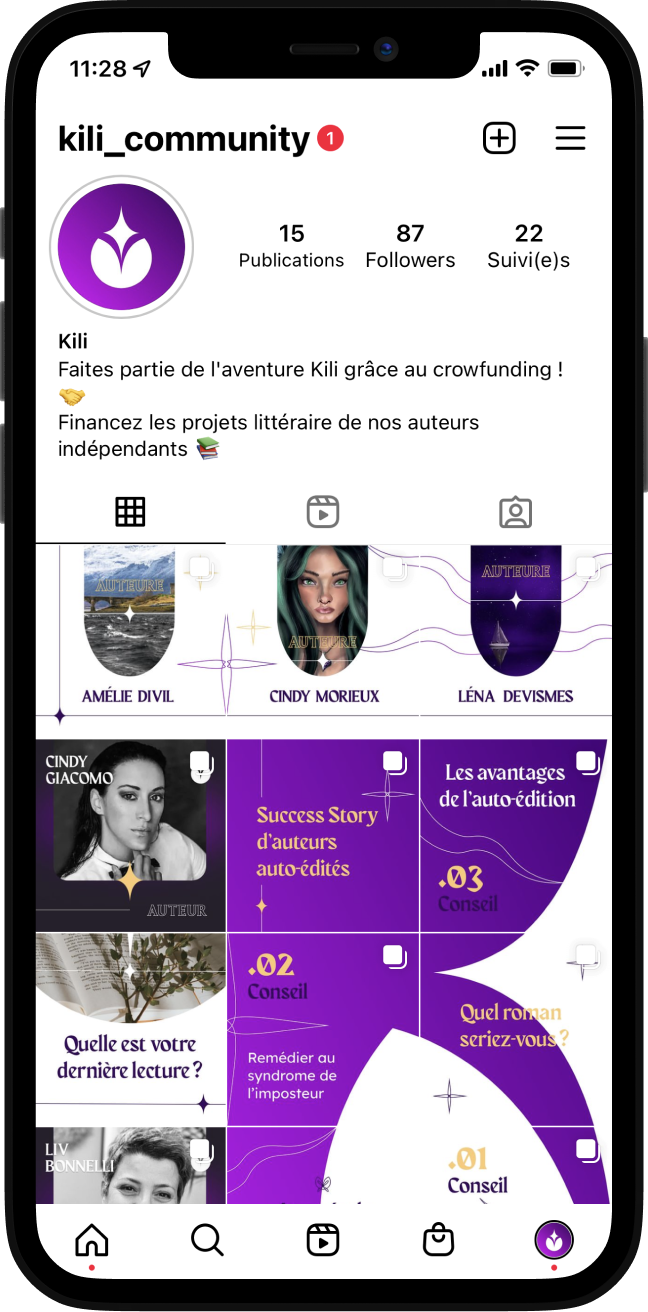 11:28
kili_community 1
15 87 22
Publications Followers Suivi(e)s
Kili
Faites partie de l'aventure Kili grâce au crowfunding !
🤝
Financez les projets littéraire de nos auteurs
indépendants 📚
AUTEURE
AMÉLIE DIVIL
AUTEURE
CINDY MORIEUX
AUTEURE
LÉNA DEVISMES
CINDY
GIACOMO
AUTEUR
Success Story
d'auteurs
auto-édités
Les avantages
de l'auto-édition
.03
Conseil
Quelle est votre
dernière lecture ?
.02
Conseil
Remédier au
syndrome de
l'imposteur
Quel roman
seriez-vous ?
LIV
BONNELLI
.01
Conseil